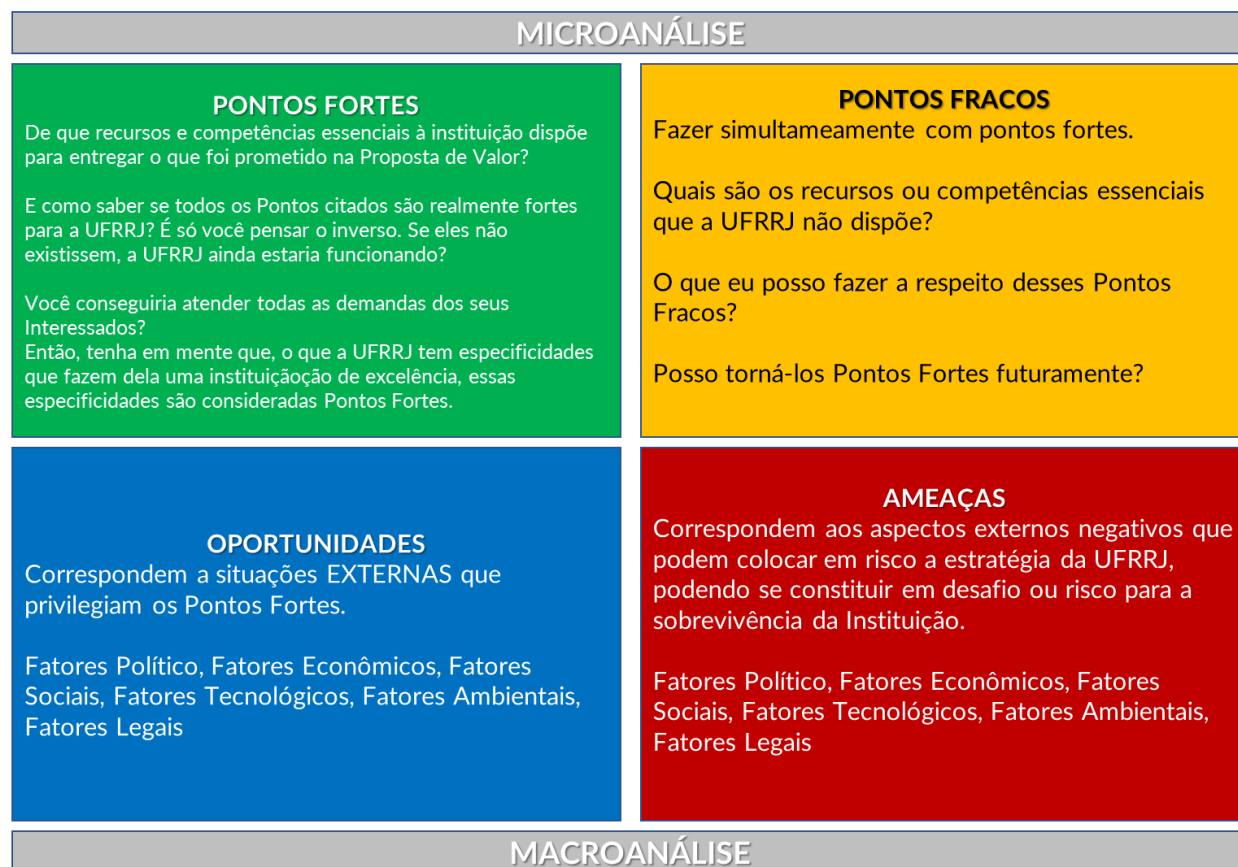 MICROANÁLISE
PONTOS FORTES
De que recursos e competências essenciais à instituição dispõe
para entregar o que foi prometido na Proposta de Valor?
E como saber se todos os Pontos citados são realmente fortes
para a UFRRJ? É só você pensar o inverso. Se eles não
existissem, a UFRRJ ainda estaria funcionando?
Você conseguiria atender todas as demandas dos seus
Interessados?
Então, tenha em mente que, o que a UFRRJ tem especificidades
que fazem dela uma instituiçãoção de excelência, essas
especificidades são consideradas Pontos Fortes.
PONTOS FRACOS
Fazer simultameamente com pontos fortes.
Quais são os recursos ou competências essenciais
que a UFRRJ não dispõe?
O que eu posso fazer a respeito desses Pontos
Fracos?
Posso torná-los Pontos Fortes futuramente?
OPORTUNIDADES
Correspondem a situações EXTERNAS que
privilegiam os Pontos Fortes.
Fatores Político, Fatores Econômicos, Fatores
Sociais, Fatores Tecnológicos, Fatores Ambientais,
Fatores Legais
AMEAÇAS
Correspondem aos aspectos externos negativos que
podem colocar em risco a estratégia da UFRRJ,
podendo se constituir em desafio ou risco para a
sobrevivência da Instituição.
Fatores Político, Fatores Econômicos, Fatores
Sociais, Fatores Tecnológicos, Fatores Ambientais,
Fatores Legais
MACROANÁLISE